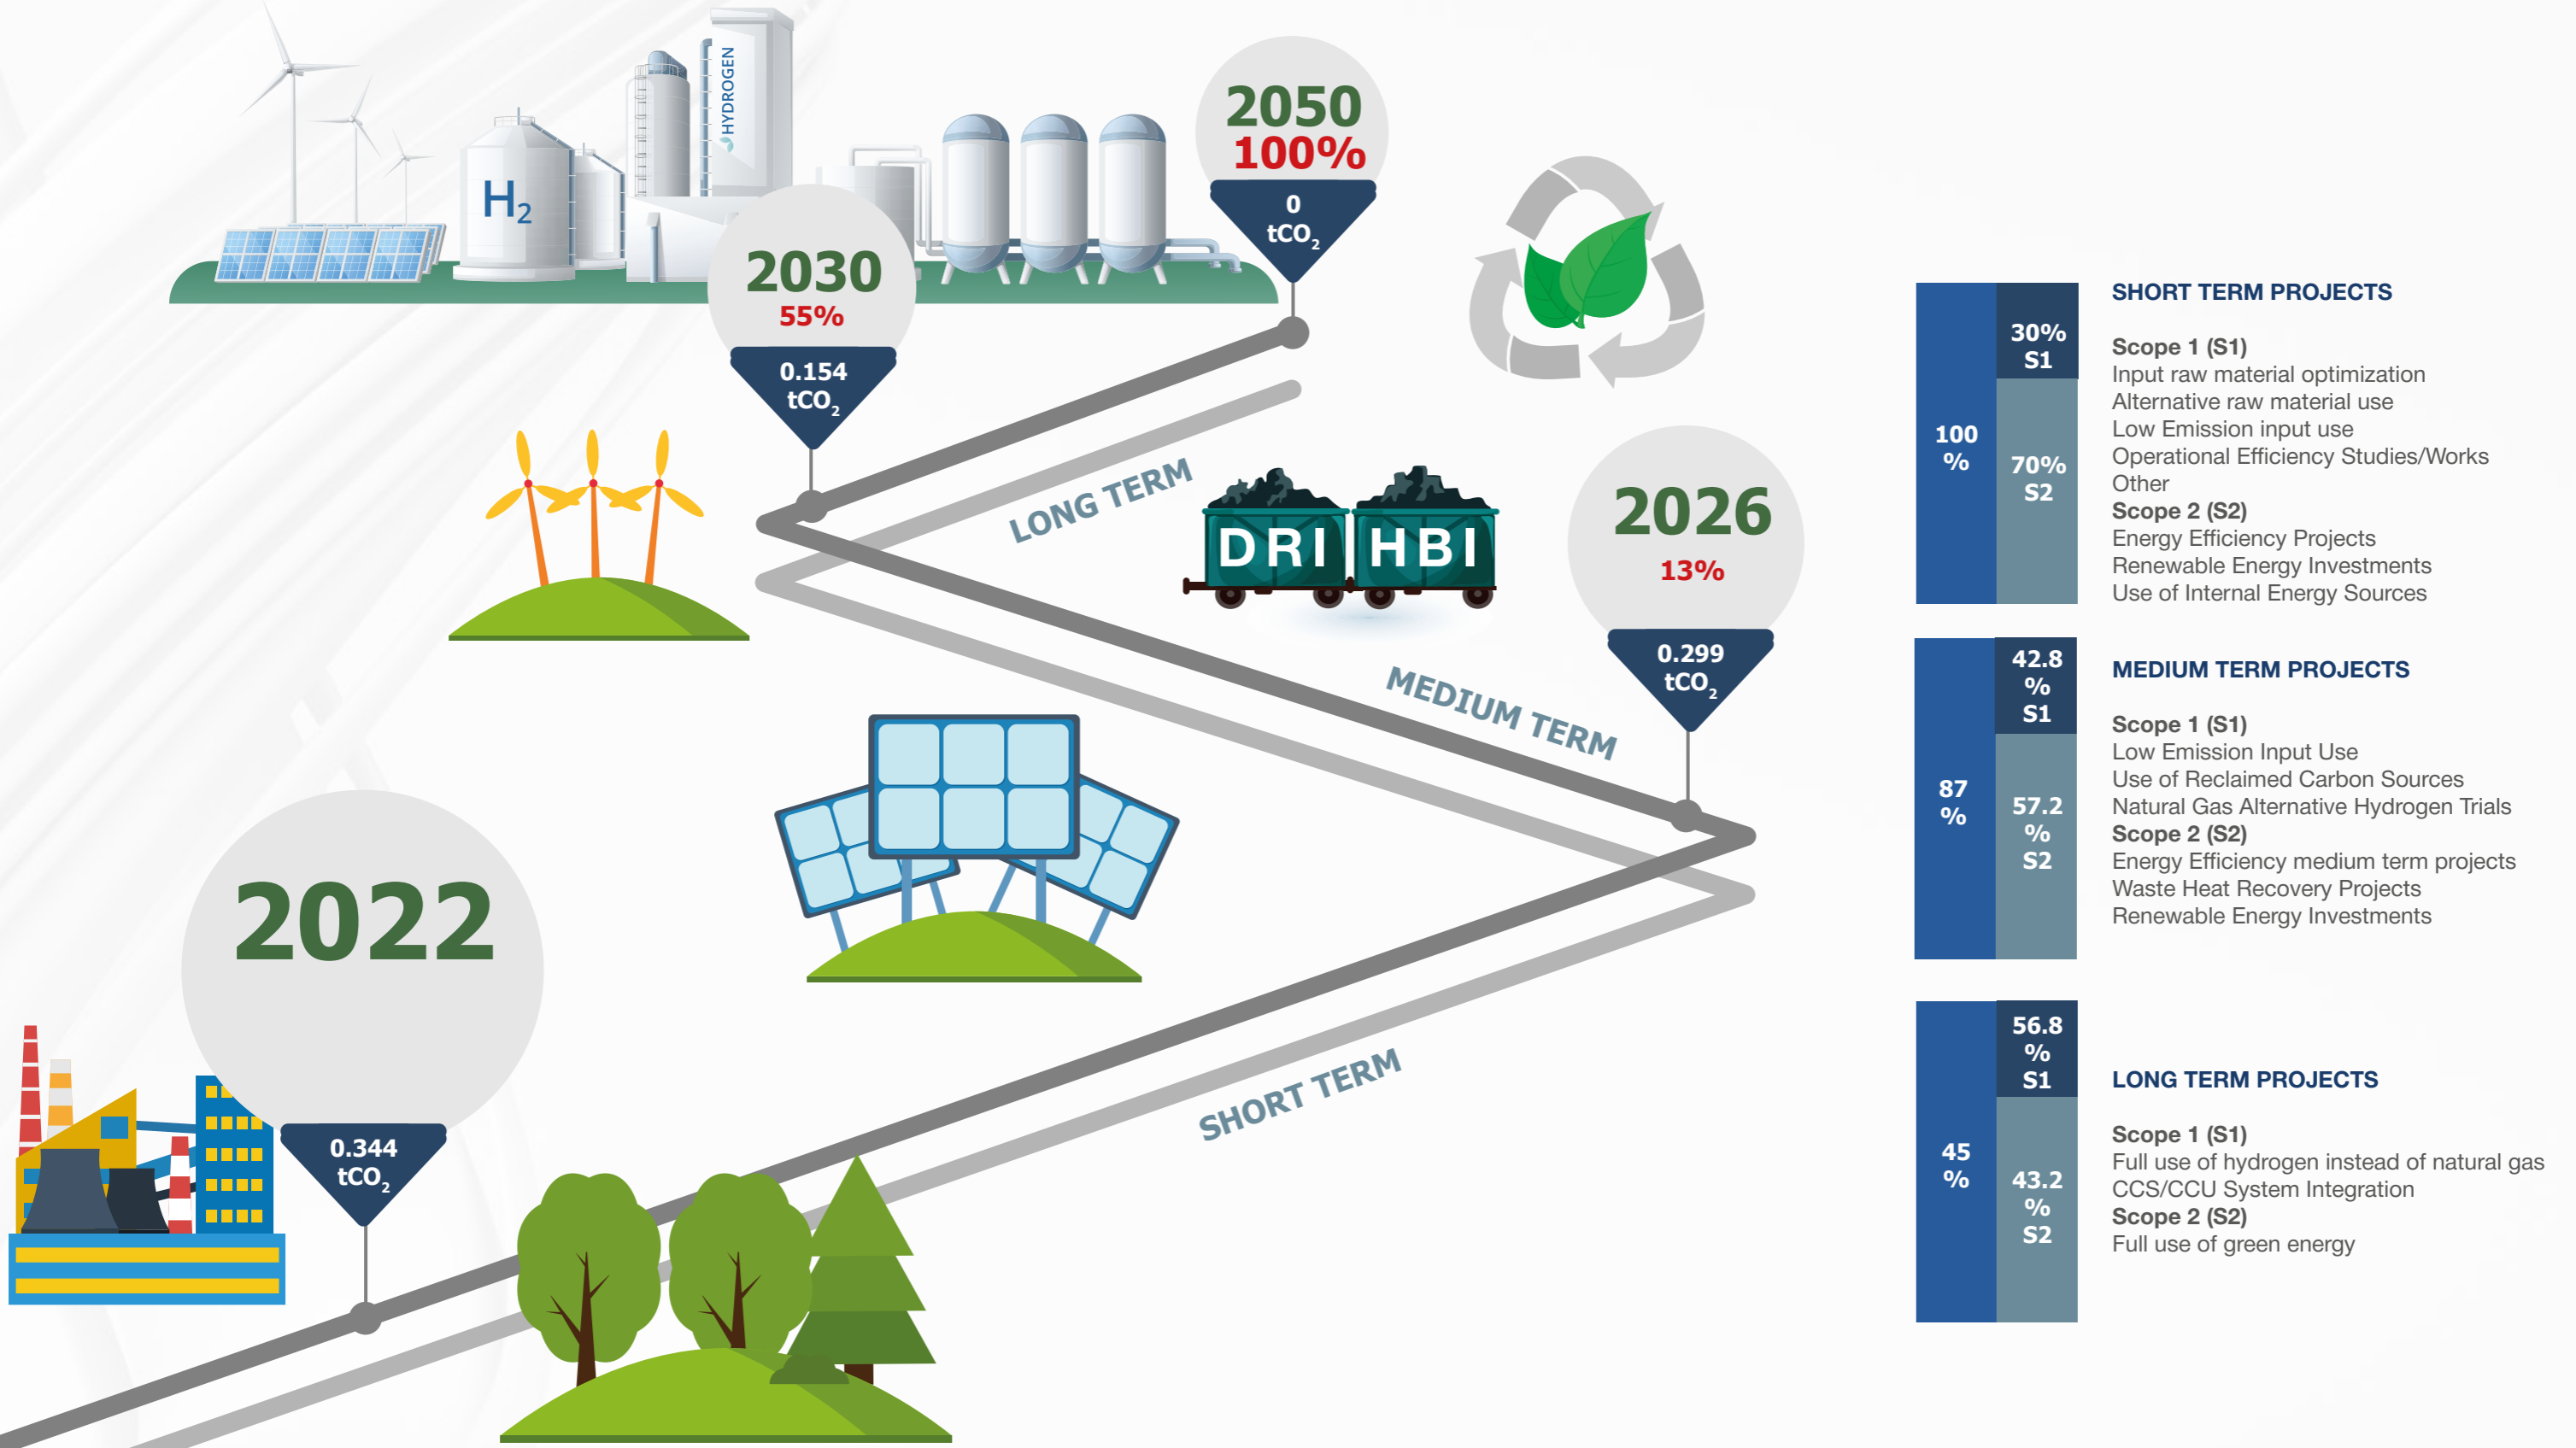 HYDROGEN
H2
2050
100%
0
tCO2
2030
55%
0.154
tCO2
LONG TERM
DRI HBI
2026
13%
0.299
tCO2
MEDIUM TERM
2022
0.344
tCO2
SHORT TERM
100
%
30%
S1
70%
S2
SHORT TERM PROJECTS
Scope 1 (S1)
Input raw material optimization
Alternative raw material use
Low Emission input use
Operational Efficiency Studies/Works
Other
Scope 2 (S2)
Energy Efficiency Projects
Renewable Energy Investments
Use of Internal Energy Sources
87
%
42.8
%
S1
57.2
%
S2
MEDIUM TERM PROJECTS
Scope 1 (S1)
Low Emission Input Use
Use of Reclaimed Carbon Sources
Natural Gas Alternative Hydrogen Trials
Scope 2 (S2)
Energy Efficiency medium term projects
Waste Heat Recovery Projects
Renewable Energy Investments
45
%
56.8
%
S1
43.2
%
S2
LONG TERM PROJECTS
Scope 1 (S1)
Full use of hydrogen instead of natural gas
CCS/CCU System Integration
Scope 2 (S2)
Full use of green energy